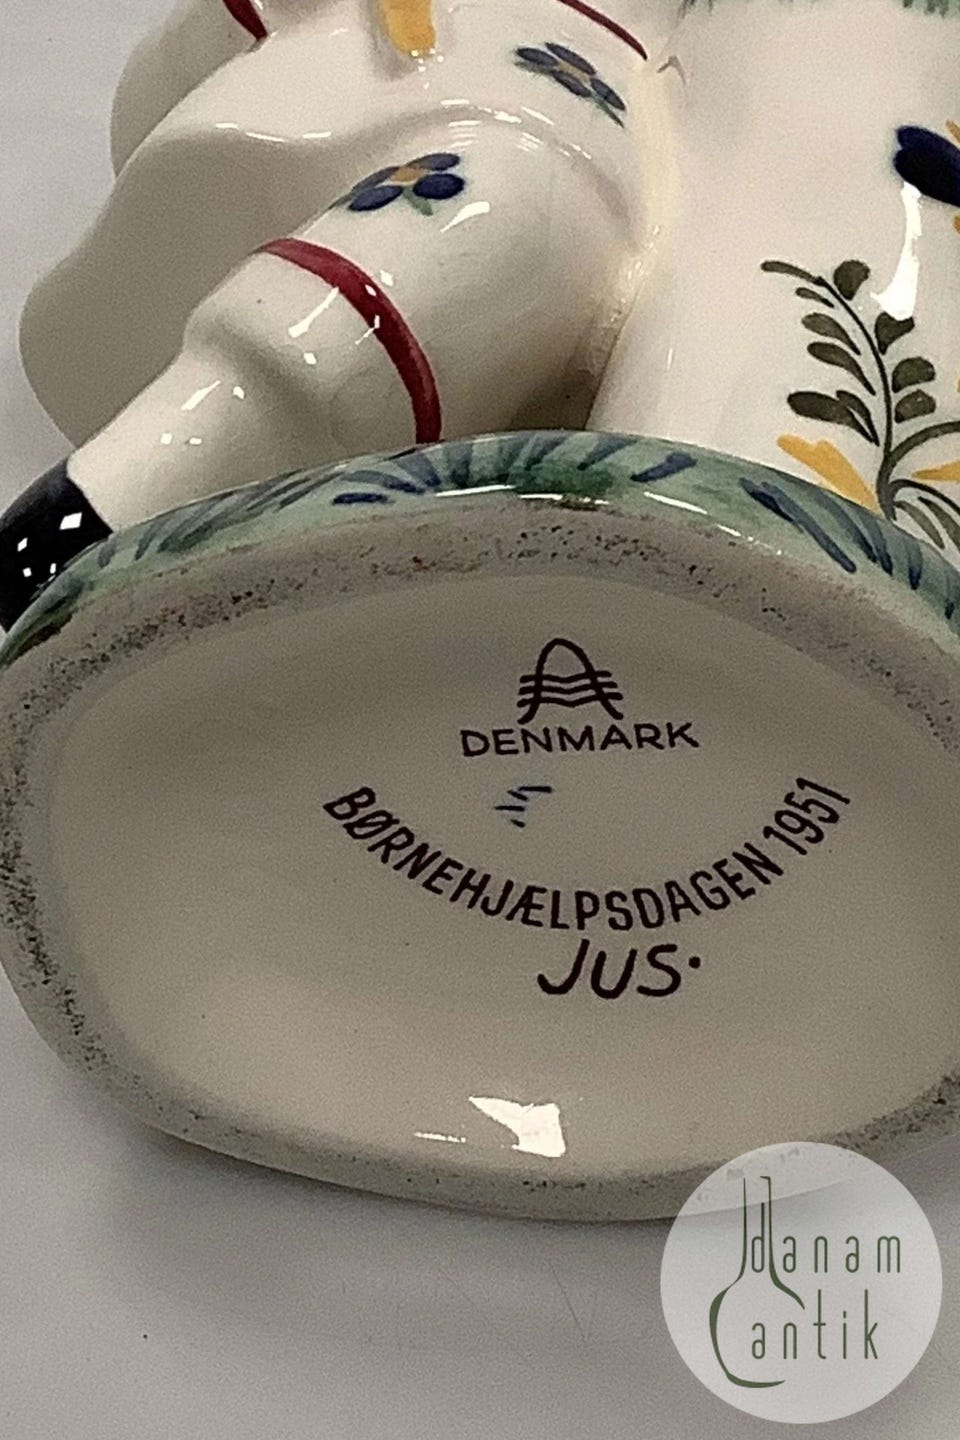 DENMARK
BØRNEHJÆLPSDAGEN 1951
JUS.
danam
antik